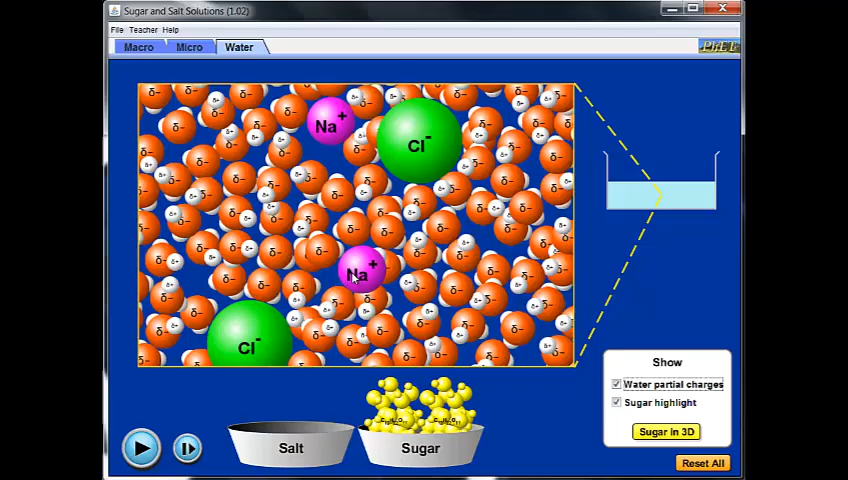 Sugar and Salt Solutions (1.02)
File Teacher Help
Macro Micro Water
PhET
Na+
Cl-
Na+
Cl-
Show
Water partial charges
Sugar highlight
Sugar in 3D
Salt
Sugar
Reset All